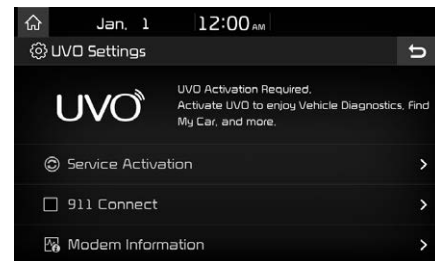 Jan. 1 12:00 AM
UVO Settings
UVO
UVO Activation Required.
Activate UVO to enjoy Vehicle Diagnostics, Find
My Car, and more.
Service Activation
911 Connect
Modem Information